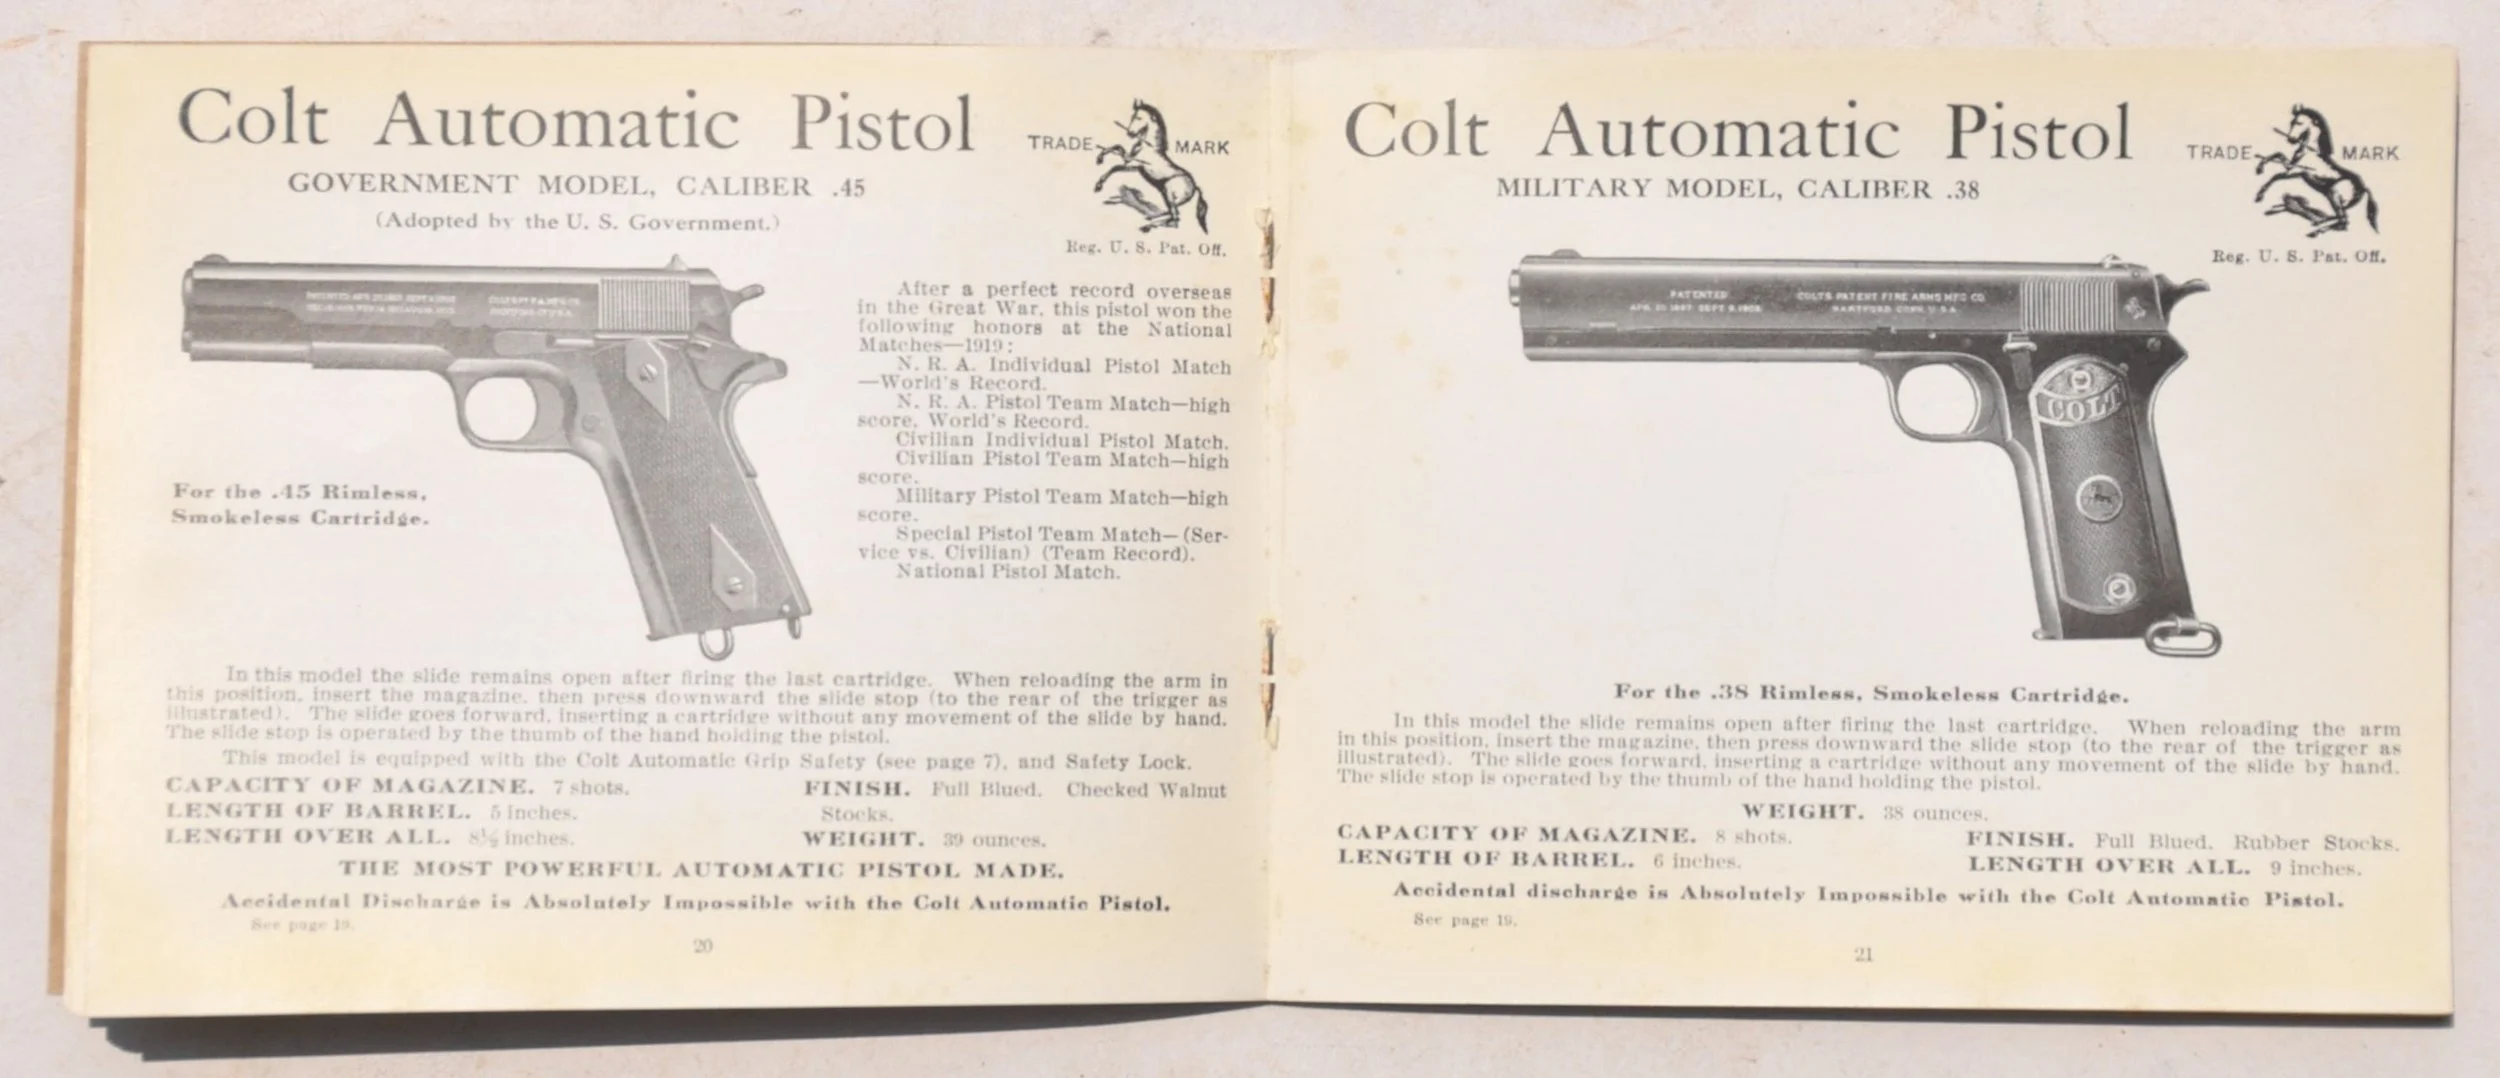 Colt Automatic Pistol
GOVERNMENT MODEL, CALIBER .45
(Adopted by the U. S. Government.)
TRADE MARK
Reg. U. S. Pat. Off.
After a perfect record overseas
in the Great War, this pistol won the
following honors at the National
Matches—1919:
N. R. A. Individual Pistol Match
—World's Record.
N. R. A. Pistol Team Match—high
score, World's Record.
Civilian Individual Pistol Match.
Civilian Pistol Team Match—high
score.
Military Pistol Team Match—high
score.
Special Pistol Team Match—(Ser-
vice vs. Civilian) (Team Record).
National Pistol Match.
For the .45 Rimless,
Smokeless Cartridge.
In this model the slide remains open after firing the last cartridge. When reloading the arm in
this position, insert the magazine, then press downward the slide stop (to the rear of the trigger as
illustrated). The slide goes forward, inserting a cartridge without any movement of the slide by hand.
The slide stop is operated by the thumb of the hand holding the pistol.
This model is equipped with the Colt Automatic Grip Safety (see page 7), and Safety Lock.
CAPACITY OF MAGAZINE. 7 shots.
LENGTH OF BARREL. 5 inches.
LENGTH OVER ALL. 8½ inches.
FINISH. Full Blued. Checked Walnut
Stocks.
WEIGHT. 39 ounces.
THE MOST POWERFUL AUTOMATIC PISTOL MADE.
Accidental Discharge is Absolutely Impossible with the Colt Automatic Pistol.
See page 19.
20
Colt Automatic Pistol
MILITARY MODEL, CALIBER .38
TRADE MARK
Reg. U. S. Pat. Off.
PATENTED
APR. 20, 1897. SEPT. 9, 1902.
COLT'S PATENT FIRE ARMS MFG. CO.
HARTFORD, CONN. U.S.A.
COLT
For the .38 Rimless, Smokeless Cartridge.
In this model the slide remains open after firing the last cartridge. When reloading the arm
in this position, insert the magazine, then press downward the slide stop (to the rear of the trigger as
illustrated). The slide goes forward, inserting a cartridge without any movement of the slide by hand.
The slide stop is operated by the thumb of the hand holding the pistol.
WEIGHT. 38 ounces.
CAPACITY OF MAGAZINE. 8 shots.
LENGTH OF BARREL. 6 inches.
FINISH. Full Blued. Rubber Stocks.
LENGTH OVER ALL. 9 inches.
Accidental discharge is Absolutely Impossible with the Colt Automatic Pistol.
See page 19.
21